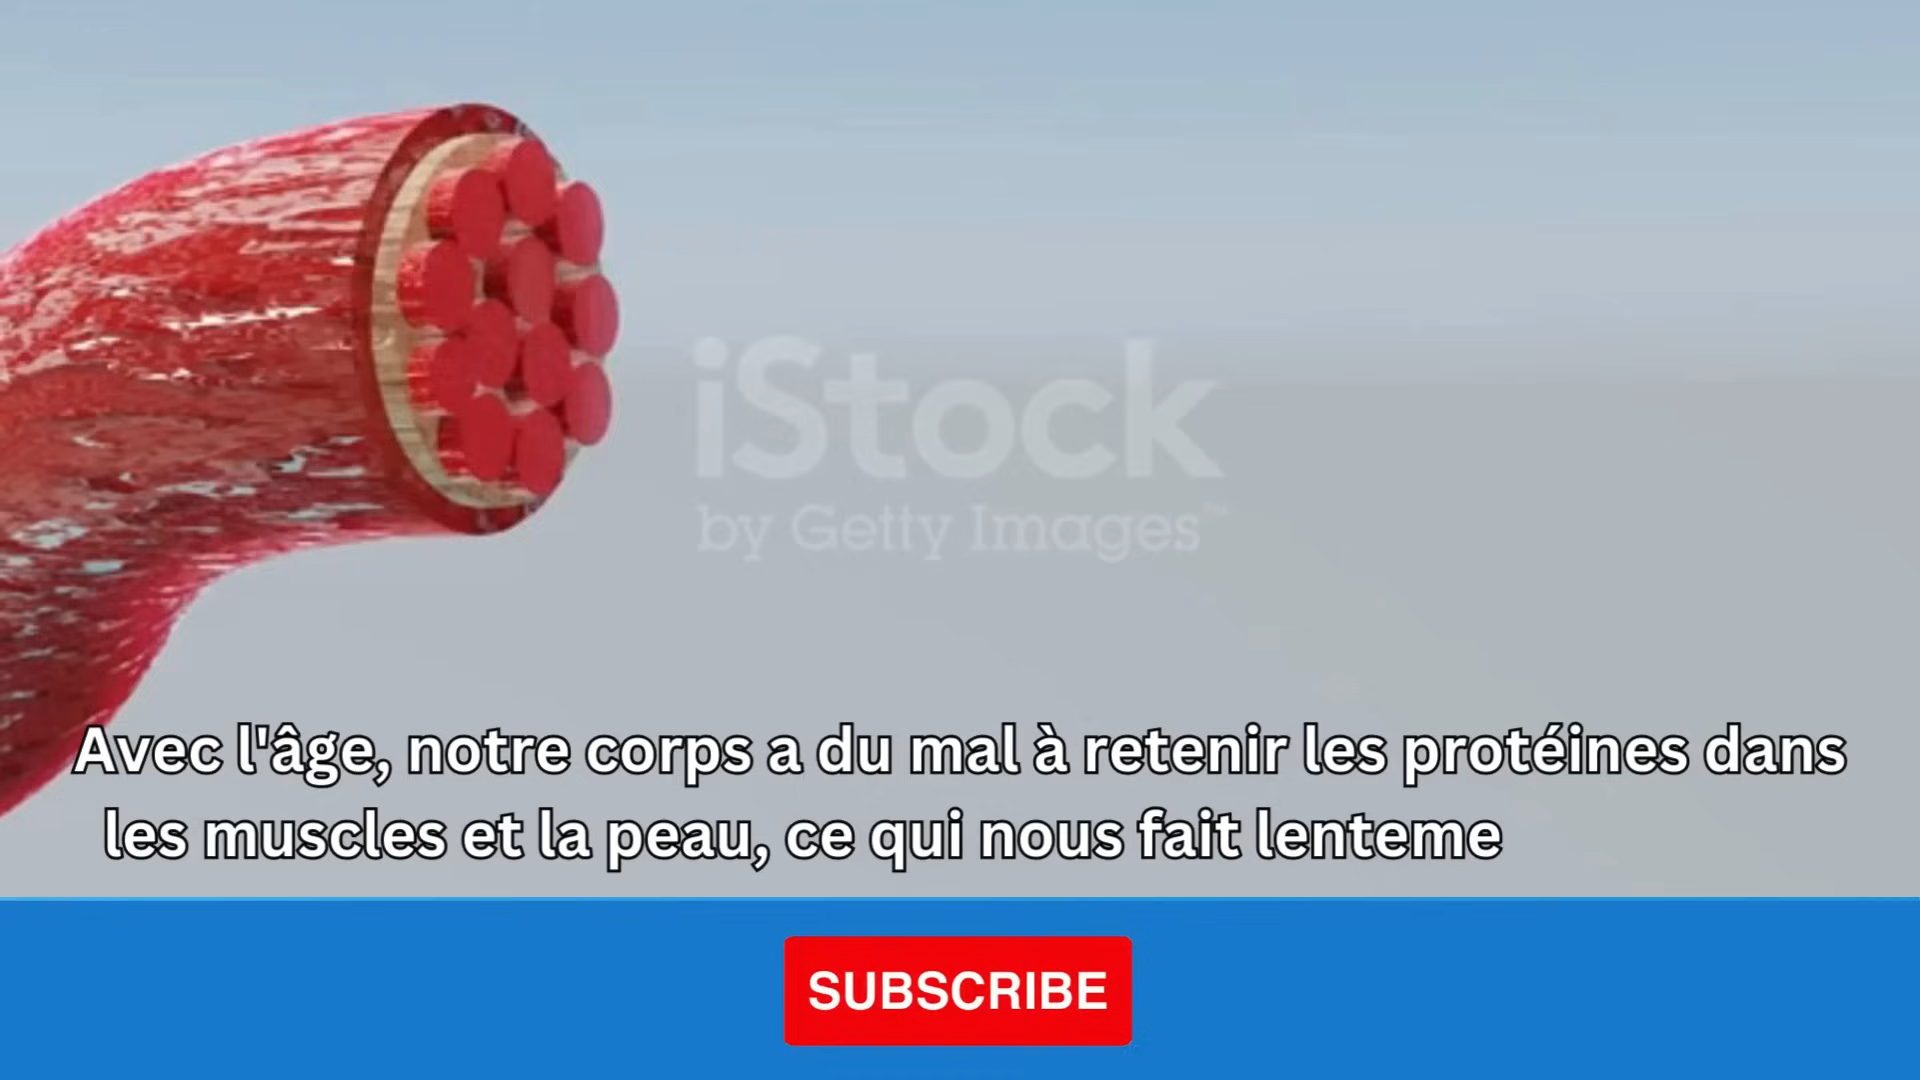 iStock
by Getty Images™
Avec l'âge, notre corps a du mal à retenir les protéines dans
les muscles et la peau, ce qui nous fait lenteme
SUBSCRIBE